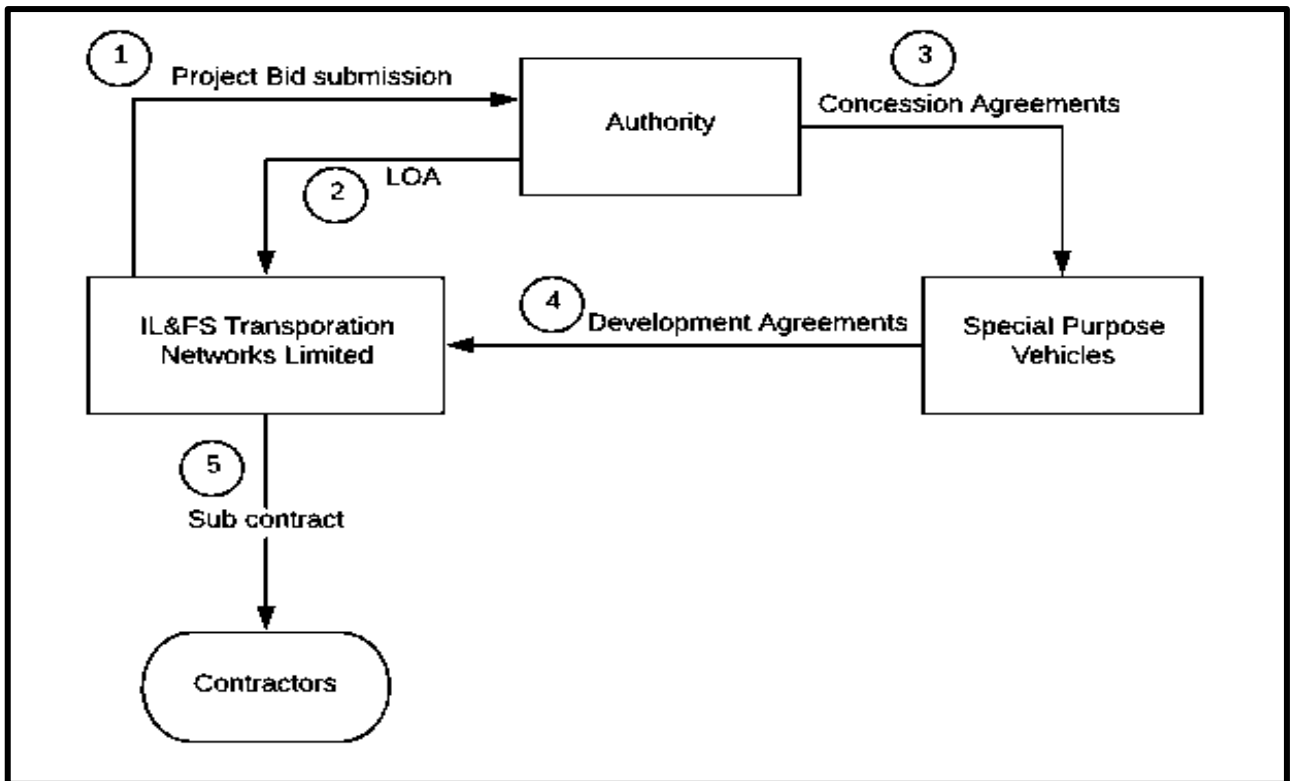 1
Project Bid submission
Authority
3
Concession Agreements
2
LOA
IL&FS Transporation
Networks Limited
4
Development Agreements
Special Purpose
Vehicles
5
Sub contract
Contractors